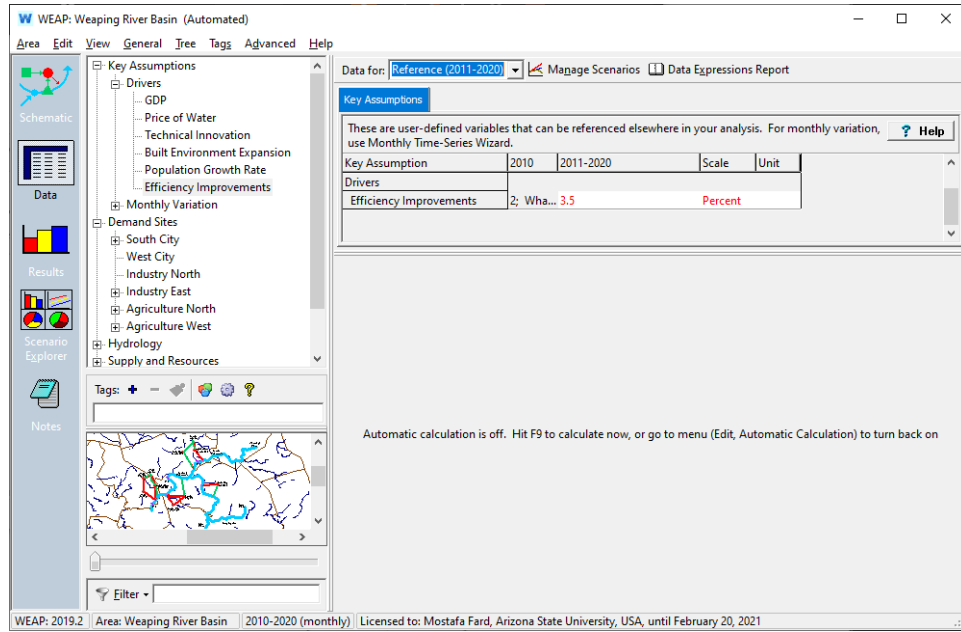 WEAP: Weaping River Basin (Automated)
Area Edit View General Tree Tags Advanced Help
Schematic
Data
Results
Scenario
Explorer
Notes
Key Assumptions
Drivers
GDP
Price of Water
Technical Innovation
Built Environment Expansion
Population Growth Rate
Efficiency Improvements
Monthly Variation
Demand Sites
South City
West City
Industry North
Industry East
Agriculture North
Agriculture West
Hydrology
Supply and Resources
Tags:
Filter
Data for: Reference (2011-2020) Manage Scenarios Data Expressions Report
Key Assumptions
These are user-defined variables that can be referenced elsewhere in your analysis. For monthly variation,
use Monthly Time-Series Wizard.
? Help
Key Assumption 2010 2011-2020 Scale Unit
Drivers
Efficiency Improvements 2; Wha... 3.5 Percent
Automatic calculation is off. Hit F9 to calculate now, or go to menu (Edit, Automatic Calculation) to turn back on
WEAP: 2019.2 Area: Weaping River Basin 2010-2020 (monthly) Licensed to: Mostafa Fard, Arizona State University, USA, until February 20, 2021